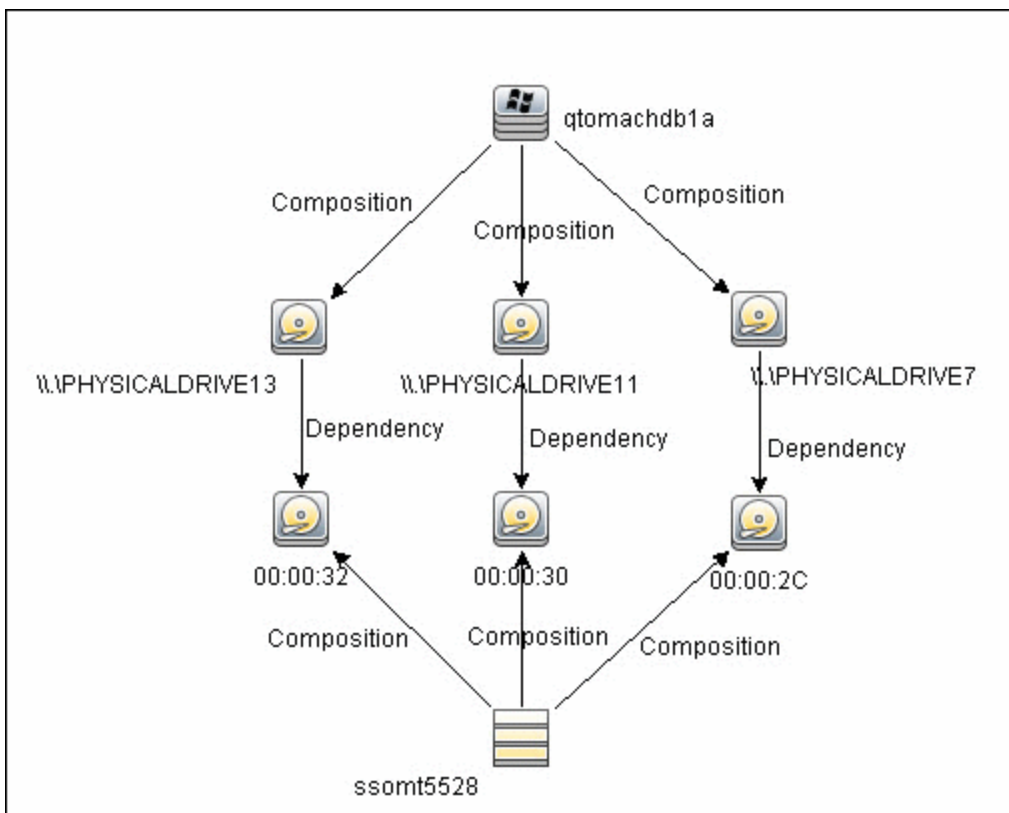 qtomachdb1a
Composition
Composition
Composition
\\.\PHYSICALDRIVE13
\\.\PHYSICALDRIVE11
\\.\PHYSICALDRIVE7
Dependency
Dependency
Dependency
00:00:32
00:00:30
00:00:2C
Composition
Composition
Composition
ssomt5528